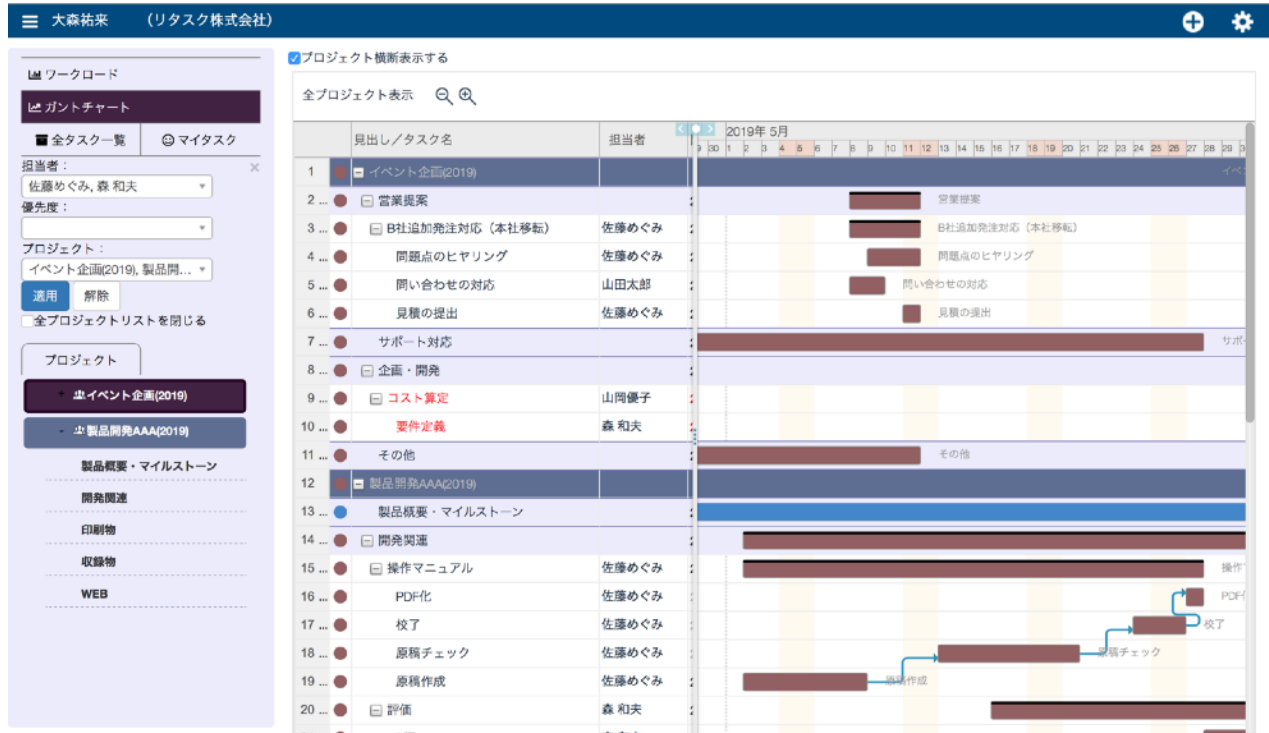 大森祐来 （リタスク株式会社）
プロジェクト横断表示する
ワークロード
ガントチャート
全タスク一覧 マイタスク
担当者：
佐藤めぐみ, 森 和夫
優先度：
プロジェクト：
イベント企画(2019), 製品開...
適用 解除
全プロジェクトリストを閉じる
プロジェクト
+ イベント企画(2019)
- 製品開発AAA(2019)
製品概要・マイルストーン
開発関連
印刷物
収録物
WEB
全プロジェクト表示
見出し／タスク名 担当者 2019年 5月
30 1 2 3 4 5 6 7 8 9 10 11 12 13 14 15 16 17 18 19 20 21 22 23 24 25 26 27 28 29
1 イベント企画(2019) イベ
2 ... 営業提案 営業提案
3 ... B社追加発注対応（本社移転） 佐藤めぐみ B社追加発注対応（本社移転）
4 ... 問題点のヒヤリング 佐藤めぐみ 問題点のヒヤリング
5 ... 問い合わせの対応 山田太郎 問い合わせの対応
6 ... 見積の提出 佐藤めぐみ 見積の提出
7 ... サポート対応 サポ
8 ... 企画・開発
9 ... コスト算定 山岡優子
10 ... 要件定義 森 和夫
11 ... その他 その他
12 製品開発AAA(2019)
13 ... 製品概要・マイルストーン
14 ... 開発関連
15 ... 操作マニュアル 佐藤めぐみ 操作
16 ... PDF化 佐藤めぐみ PDF
17 ... 校了 佐藤めぐみ 校了
18 ... 原稿チェック 佐藤めぐみ 原稿チェック
19 ... 原稿作成 佐藤めぐみ 原稿作成
20 ... 評価 森 和夫